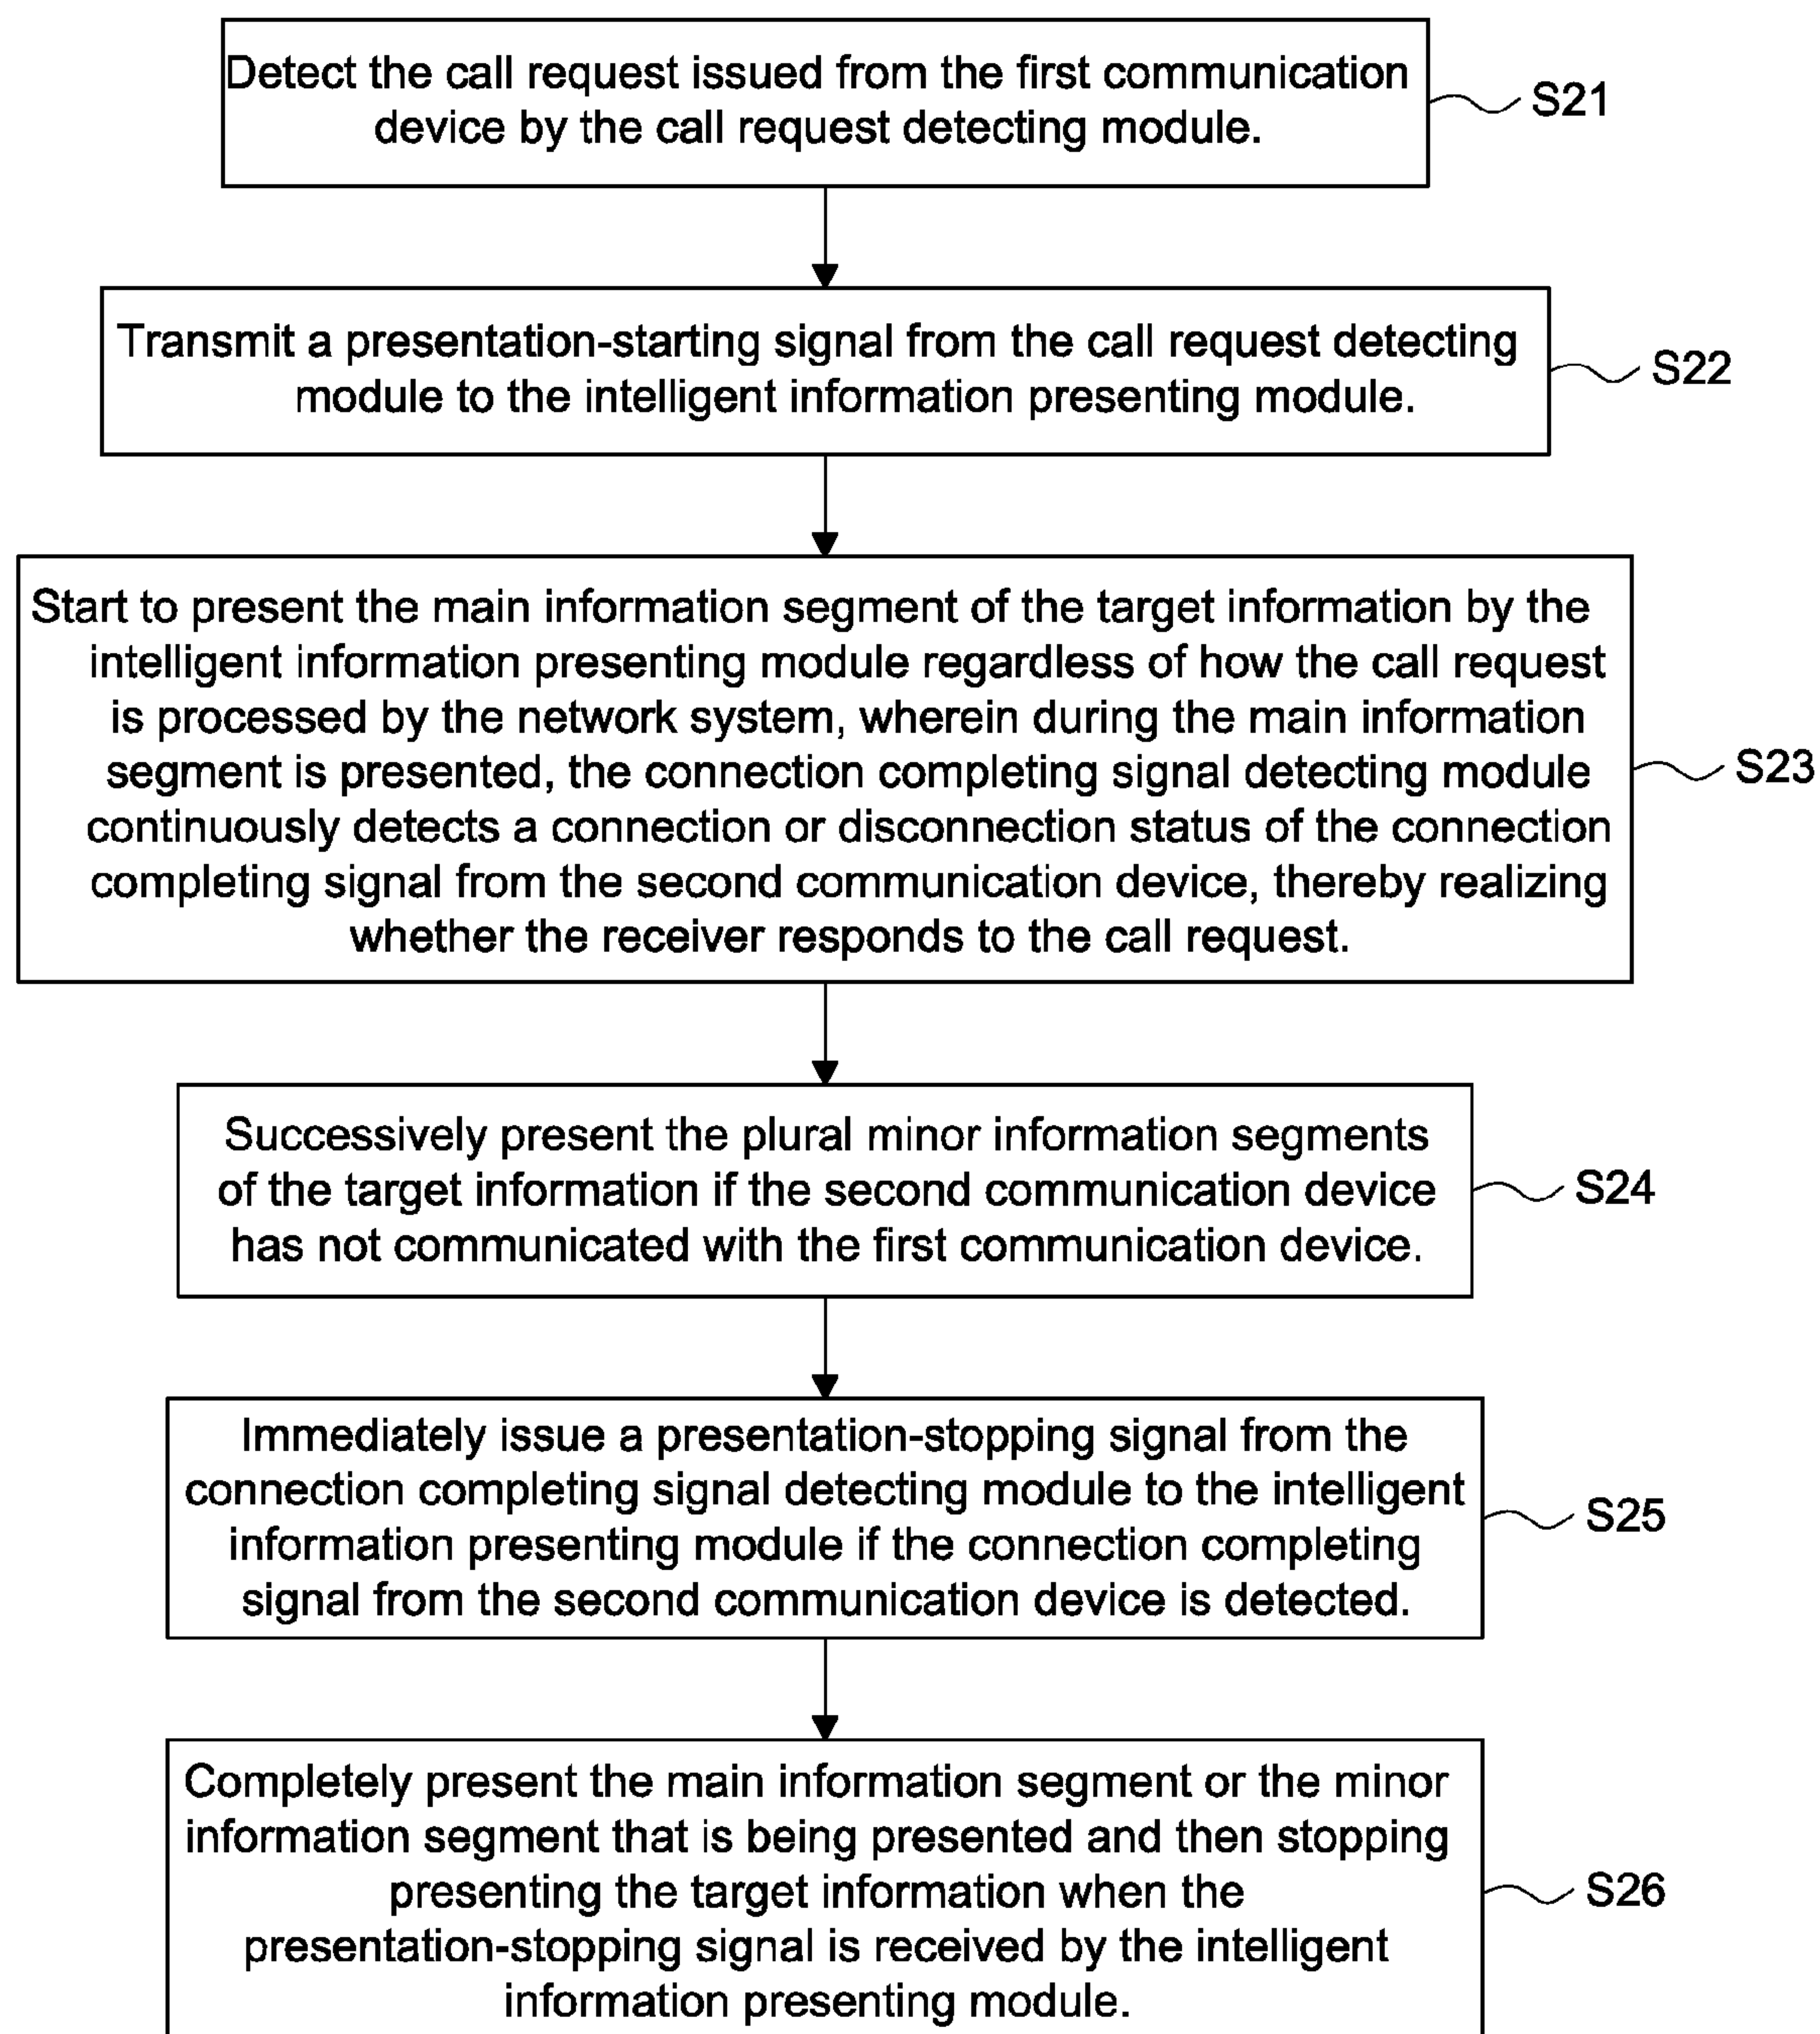 Detect the call request issued from the first communication
device by the call request detecting module.
S21
Transmit a presentation-starting signal from the call request detecting
module to the intelligent information presenting module.
S22
Start to present the main information segment of the target information by the
intelligent information presenting module regardless of how the call request
is processed by the network system, wherein during the main information
segment is presented, the connection completing signal detecting module
continuously detects a connection or disconnection status of the connection
completing signal from the second communication device, thereby realizing
whether the receiver responds to the call request.
S23
Successively present the plural minor information segments
of the target information if the second communication device
has not communicated with the first communication device.
S24
Immediately issue a presentation-stopping signal from the
connection completing signal detecting module to the intelligent
information presenting module if the connection completing
signal from the second communication device is detected.
S25
Completely present the main information segment or the minor
information segment that is being presented and then stopping
presenting the target information when the
presentation-stopping signal is received by the intelligent
information presenting module.
S26